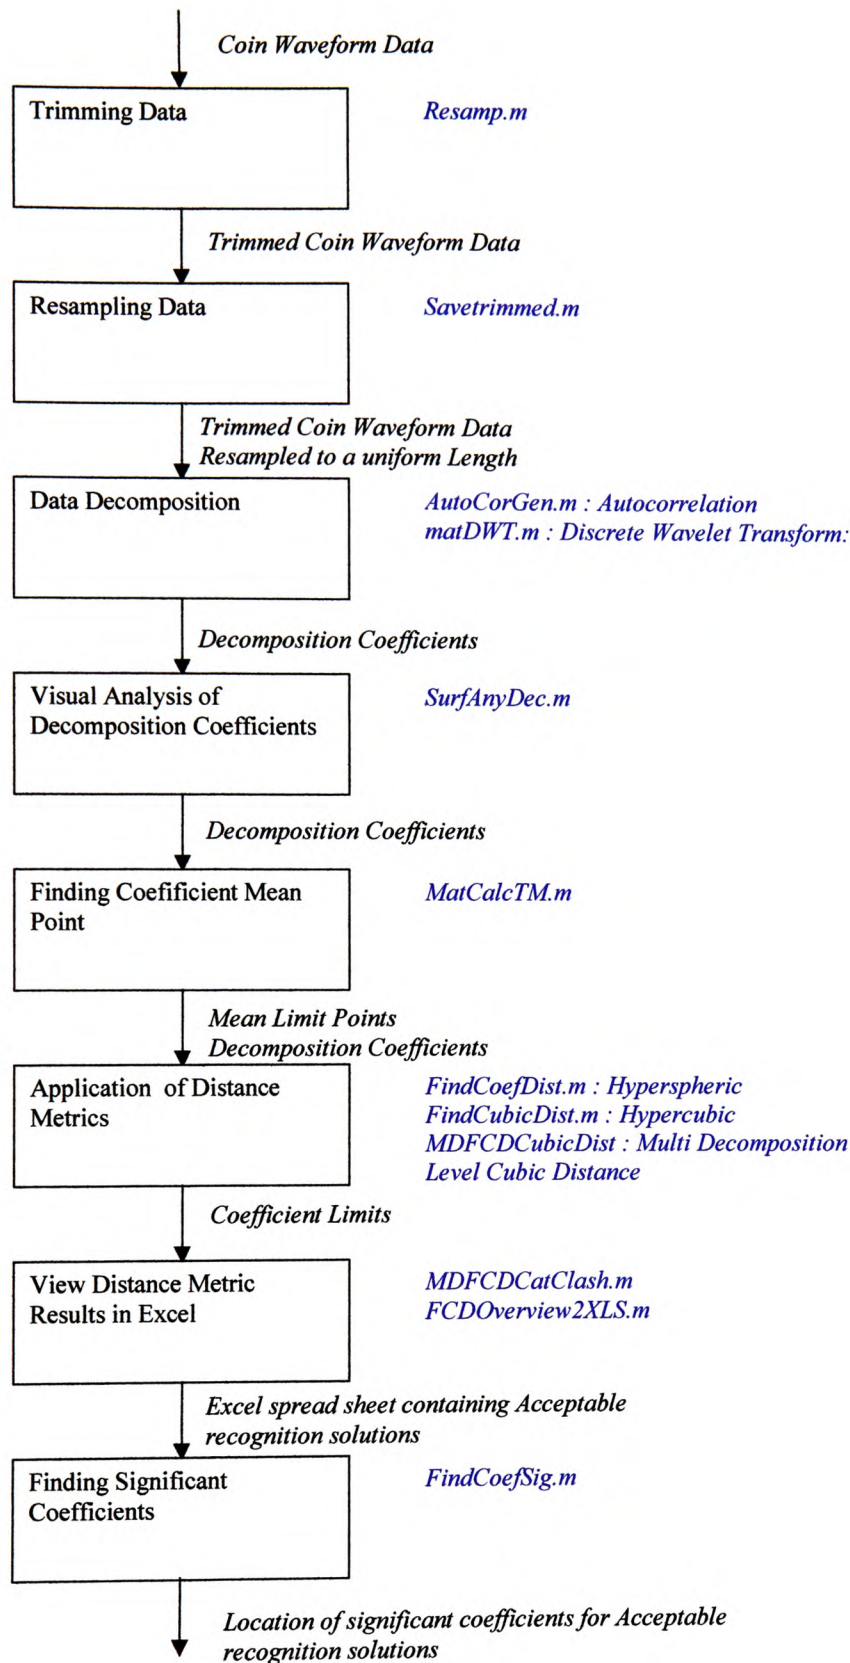 Coin Waveform Data
Trimming Data
Resamp.m
Trimmed Coin Waveform Data
Resampling Data
Savetrimmed.m
Trimmed Coin Waveform Data
Resampled to a uniform Length
Data Decomposition
AutoCorGen.m : Autocorrelation
matDWT.m : Discrete Wavelet Transform:
Decomposition Coefficients
Visual Analysis of
Decomposition Coefficients
SurfAnyDec.m
Decomposition Coefficients
Finding Coefificient Mean
Point
MatCalcTM.m
Mean Limit Points
Decomposition Coefficients
Application of Distance
Metrics
FindCoefDist.m : Hyperspheric
FindCubicDist.m : Hypercubic
MDFCDCubicDist : Multi Decomposition
Level Cubic Distance
Coefficient Limits
View Distance Metric
Results in Excel
MDFCDCatClash.m
FCDOverview2XLS.m
Excel spread sheet containing Acceptable
recognition solutions
Finding Significant
Coefficients
FindCoefSig.m
Location of significant coefficients for Acceptable
recognition solutions